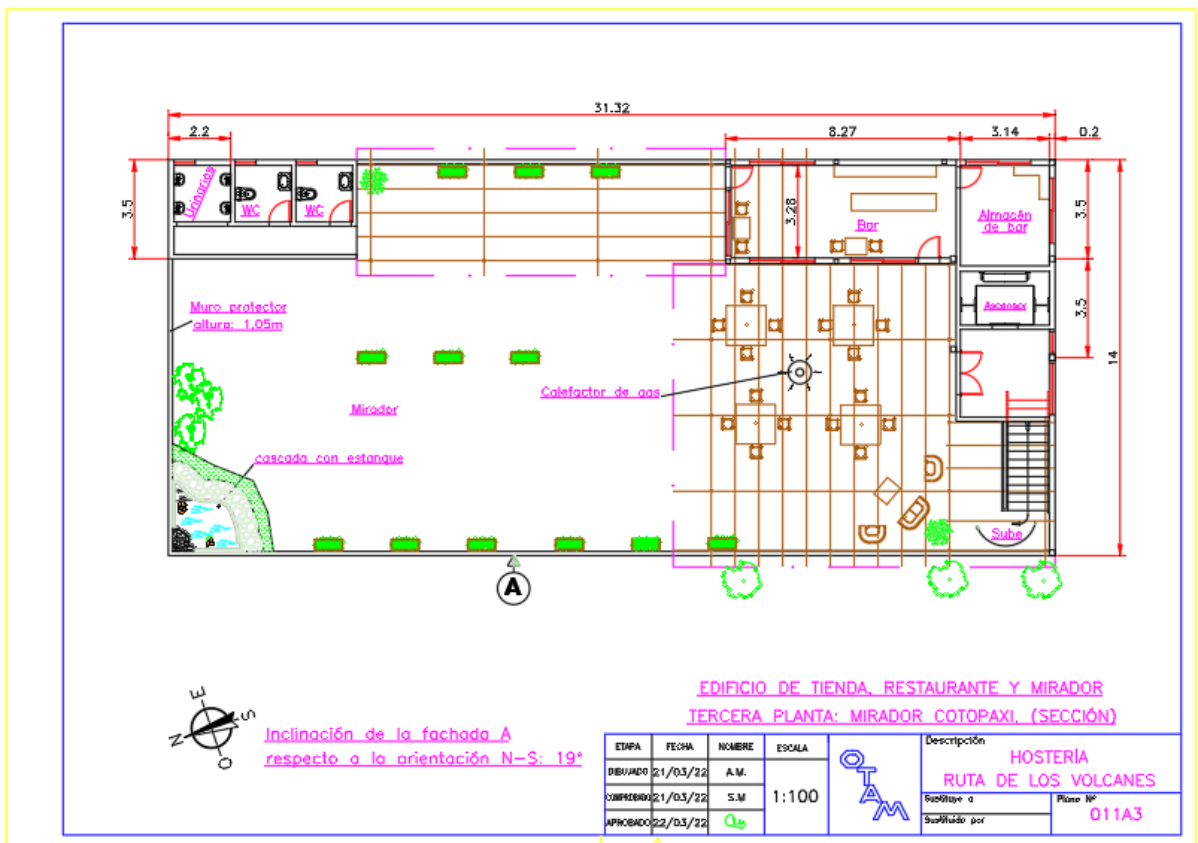 31.32
2.2
8.27
3.14
0.2
3.5
Urinarios
WC
WC
3.28
Bar
Almacén
de bar
3.5
Muro protector
altura: 1,05m
Ascensor
3.5
14
Calefactor de gas
Mirador
cascada con estanque
Sube
A
EDIFICIO DE TIENDA, RESTAURANTE Y MIRADOR
TERCERA PLANTA: MIRADOR COTOPAXI, (SECCIÓN)
N E S O
Inclinación de la fachada A
respecto a la orientación N-S: 19°
ETAPA FECHA NOMBRE ESCALA
DIBUJADO 21/03/22 A.M.
COMPROBADO 21/03/22 S.M
APROBADO 22/03/22
1:100
OTAM
Descripción
HOSTERÍA
RUTA DE LOS VOLCANES
Sustituye a
Sustituido por
Plano Nº
011A3